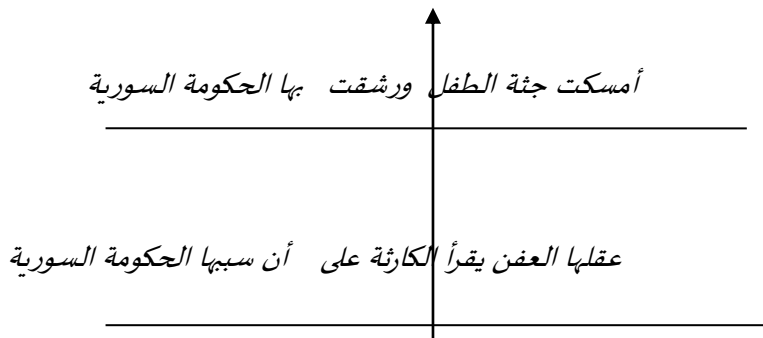 أمسكت جثة الطفل ورشقت بها الحكومة السورية
عقلها العفن يقرأ الكارثة على أن سببها الحكومة السورية